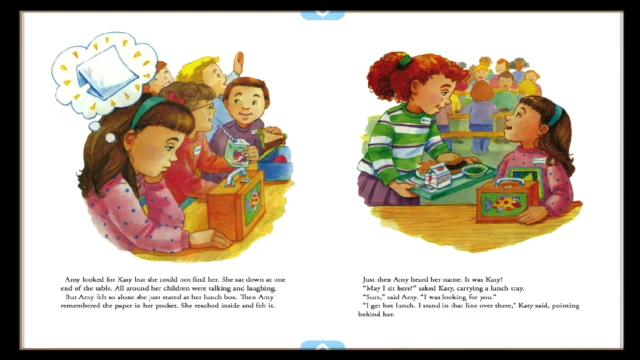 Amy looked for Katy but she could not find her. She sat down at one
end of the table. All around her children were talking and laughing.
But Amy felt so alone she just stared at her lunch box. Then Amy
remembered the paper in her pocket. She reached inside and felt it.
Just then Amy heard her name. It was Katy!
"May I sit here?" asked Katy, carrying a lunch tray.
"Sure," said Amy. "I was looking for you."
"I get hot lunch. I stand in that line over there," Katy said, pointing
behind her.